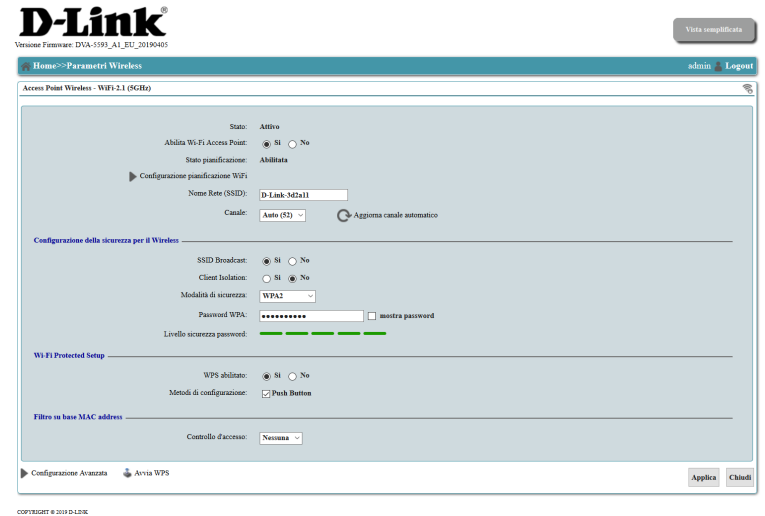 D-Link®
Versione Firmware: DVA-5593_A1_EU_20190405
Vista semplificata
Home>>Parametri Wireless
admin Logout
Access Point Wireless - WiFi-2.1 (5GHz)
Stato: Attivo
Abilita Wi-Fi Access Point: Si No
Stato pianificazione: Abilitata
Configurazione pianificazione WiFi
Nome Rete (SSID): D-Link-3d2a11
Canale: Auto (52) Aggiorna canale automatico
Configurazione della sicurezza per il Wireless
SSID Broadcast: Si No
Client Isolation: Si No
Modalità di sicurezza: WPA2
Password WPA: ●●●●●●●●●● mostra password
Livello sicurezza password:
Wi-Fi Protected Setup
WPS abilitato: Si No
Metodi di configurazione: Push Button
Filtro su base MAC address
Controllo d'accesso: Nessuna
Configurazione Avanzata Avvia WPS
Applica Chiudi
COPYRIGHT © 2019 D-LINK